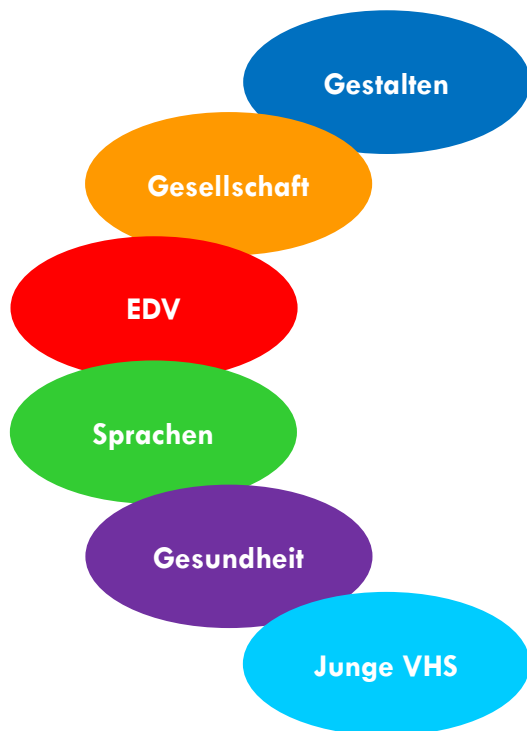 Gestalten
Gesellschaft
EDV
Sprachen
Gesundheit
Junge VHS